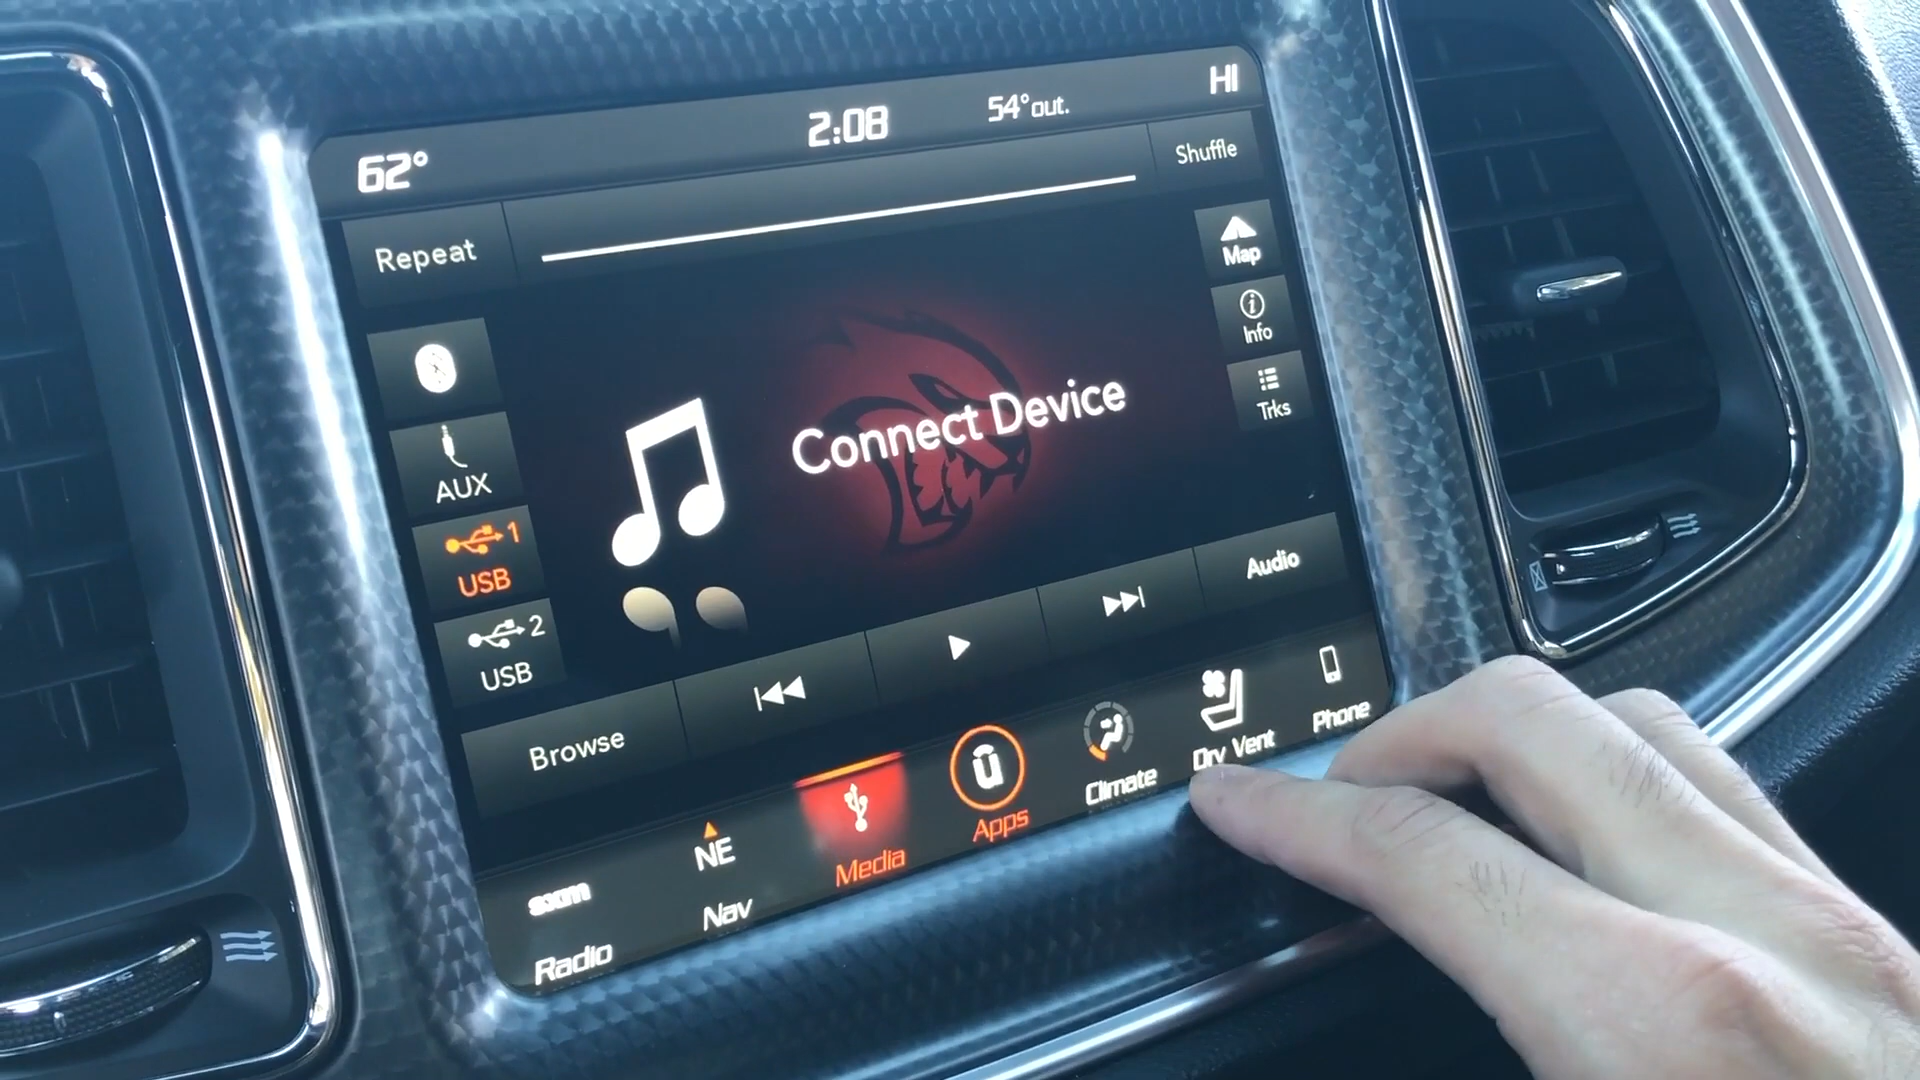 62°
2:08
54°out.
HI
Repeat
Shuffle
Map
Info
Trks
AUX
1
USB
2
USB
Connect Device
Browse
Audio
sxm
Radio
NE
Nav
Media
Apps
Climate
Drv Vent
Phone